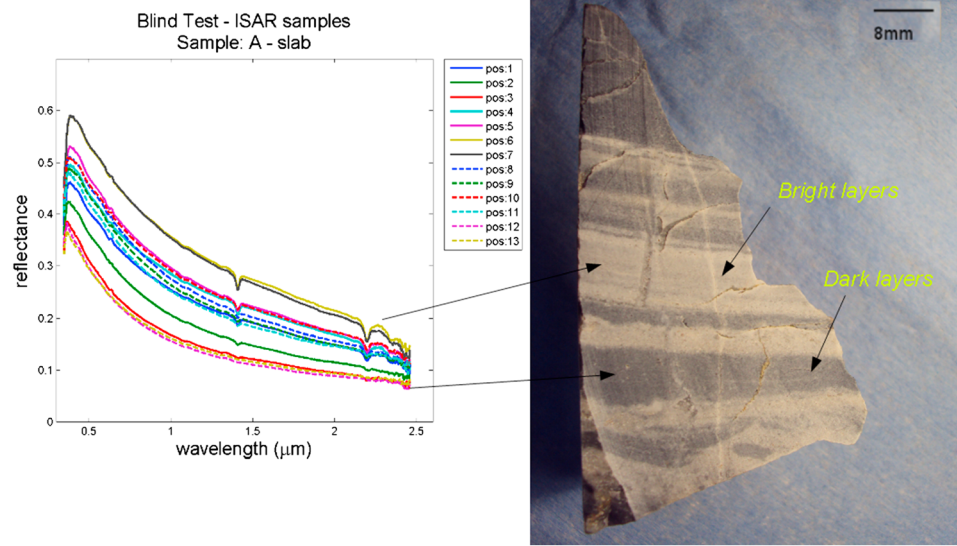 Blind Test - ISAR samples
Sample: A - slab
reflectance
0.6
0.5
0.4
0.3
0.2
0.1
0
0.5
1
1.5
2
2.5
wavelength (μm)
pos:1
pos:2
pos:3
pos:4
pos:5
pos:6
pos:7
pos:8
pos:9
pos:10
pos:11
pos:12
pos:13
8mm
Bright layers
Dark layers